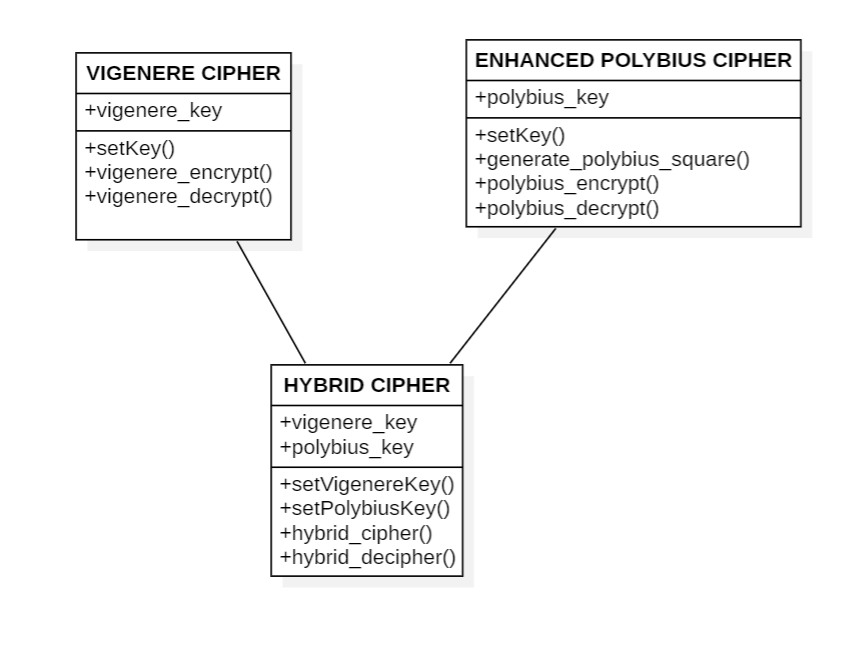 VIGENERE CIPHER
+vigenere_key
+setKey()
+vigenere_encrypt()
+vigenere_decrypt()
ENHANCED POLYBIUS CIPHER
+polybius_key
+setKey()
+generate_polybius_square()
+polybius_encrypt()
+polybius_decrypt()
HYBRID CIPHER
+vigenere_key
+polybius_key
+setVigenereKey()
+setPolybiusKey()
+hybrid_cipher()
+hybrid_decipher()